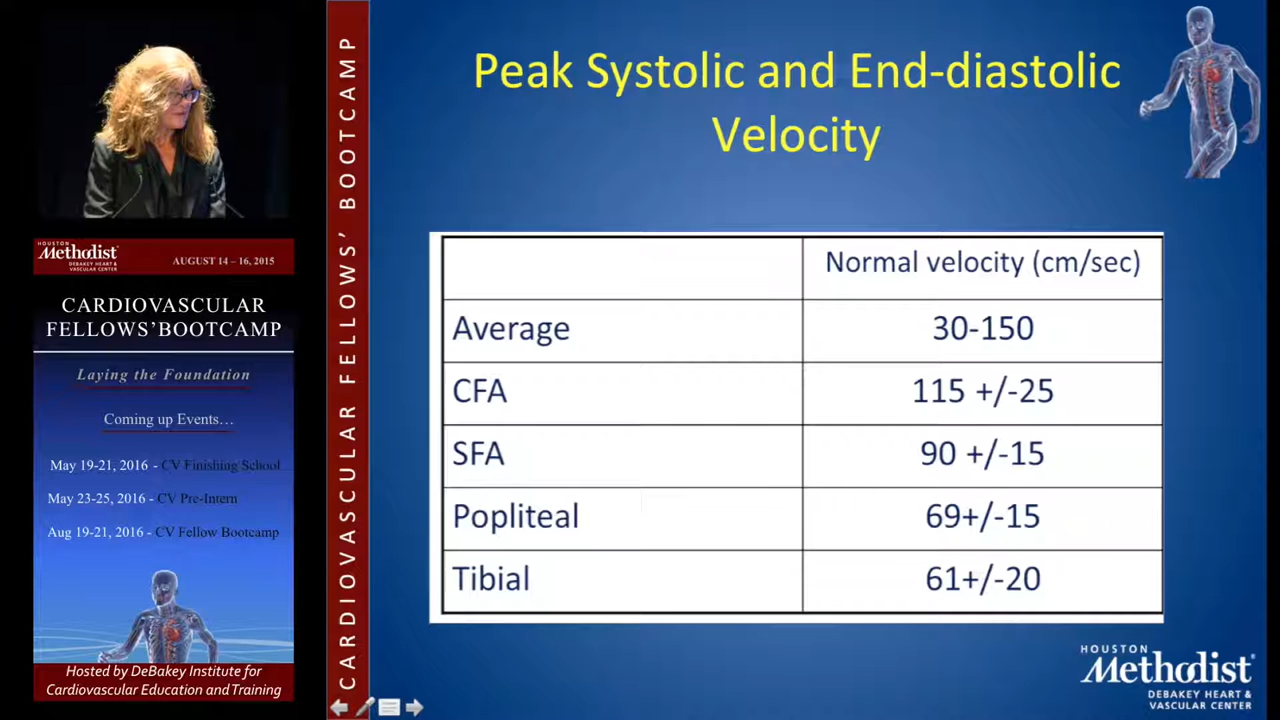 HOUSTON
Methodist
DEBAKEY HEART &
VASCULAR CENTER
AUGUST 14 – 16, 2015
CARDIOVASCULAR
FELLOWS’BOOTCAMP
Laying the Foundation
Coming up Events…
May 19-21, 2016 - CV Finishing School
May 23-25, 2016 - CV Pre-Intern
Aug 19-21, 2016 - CV Fellow Bootcamp
Hosted by DeBakey Institute for
Cardiovascular Education and Training
CARDIOVASCULAR FELLOWS’ BOOTCAMP
Peak Systolic and End-diastolic
Velocity
Normal velocity (cm/sec)
Average 30-150
CFA 115 +/-25
SFA 90 +/-15
Popliteal 69+/-15
Tibial 61+/-20
HOUSTON
Methodist
DEBAKEY HEART &
VASCULAR CENTER